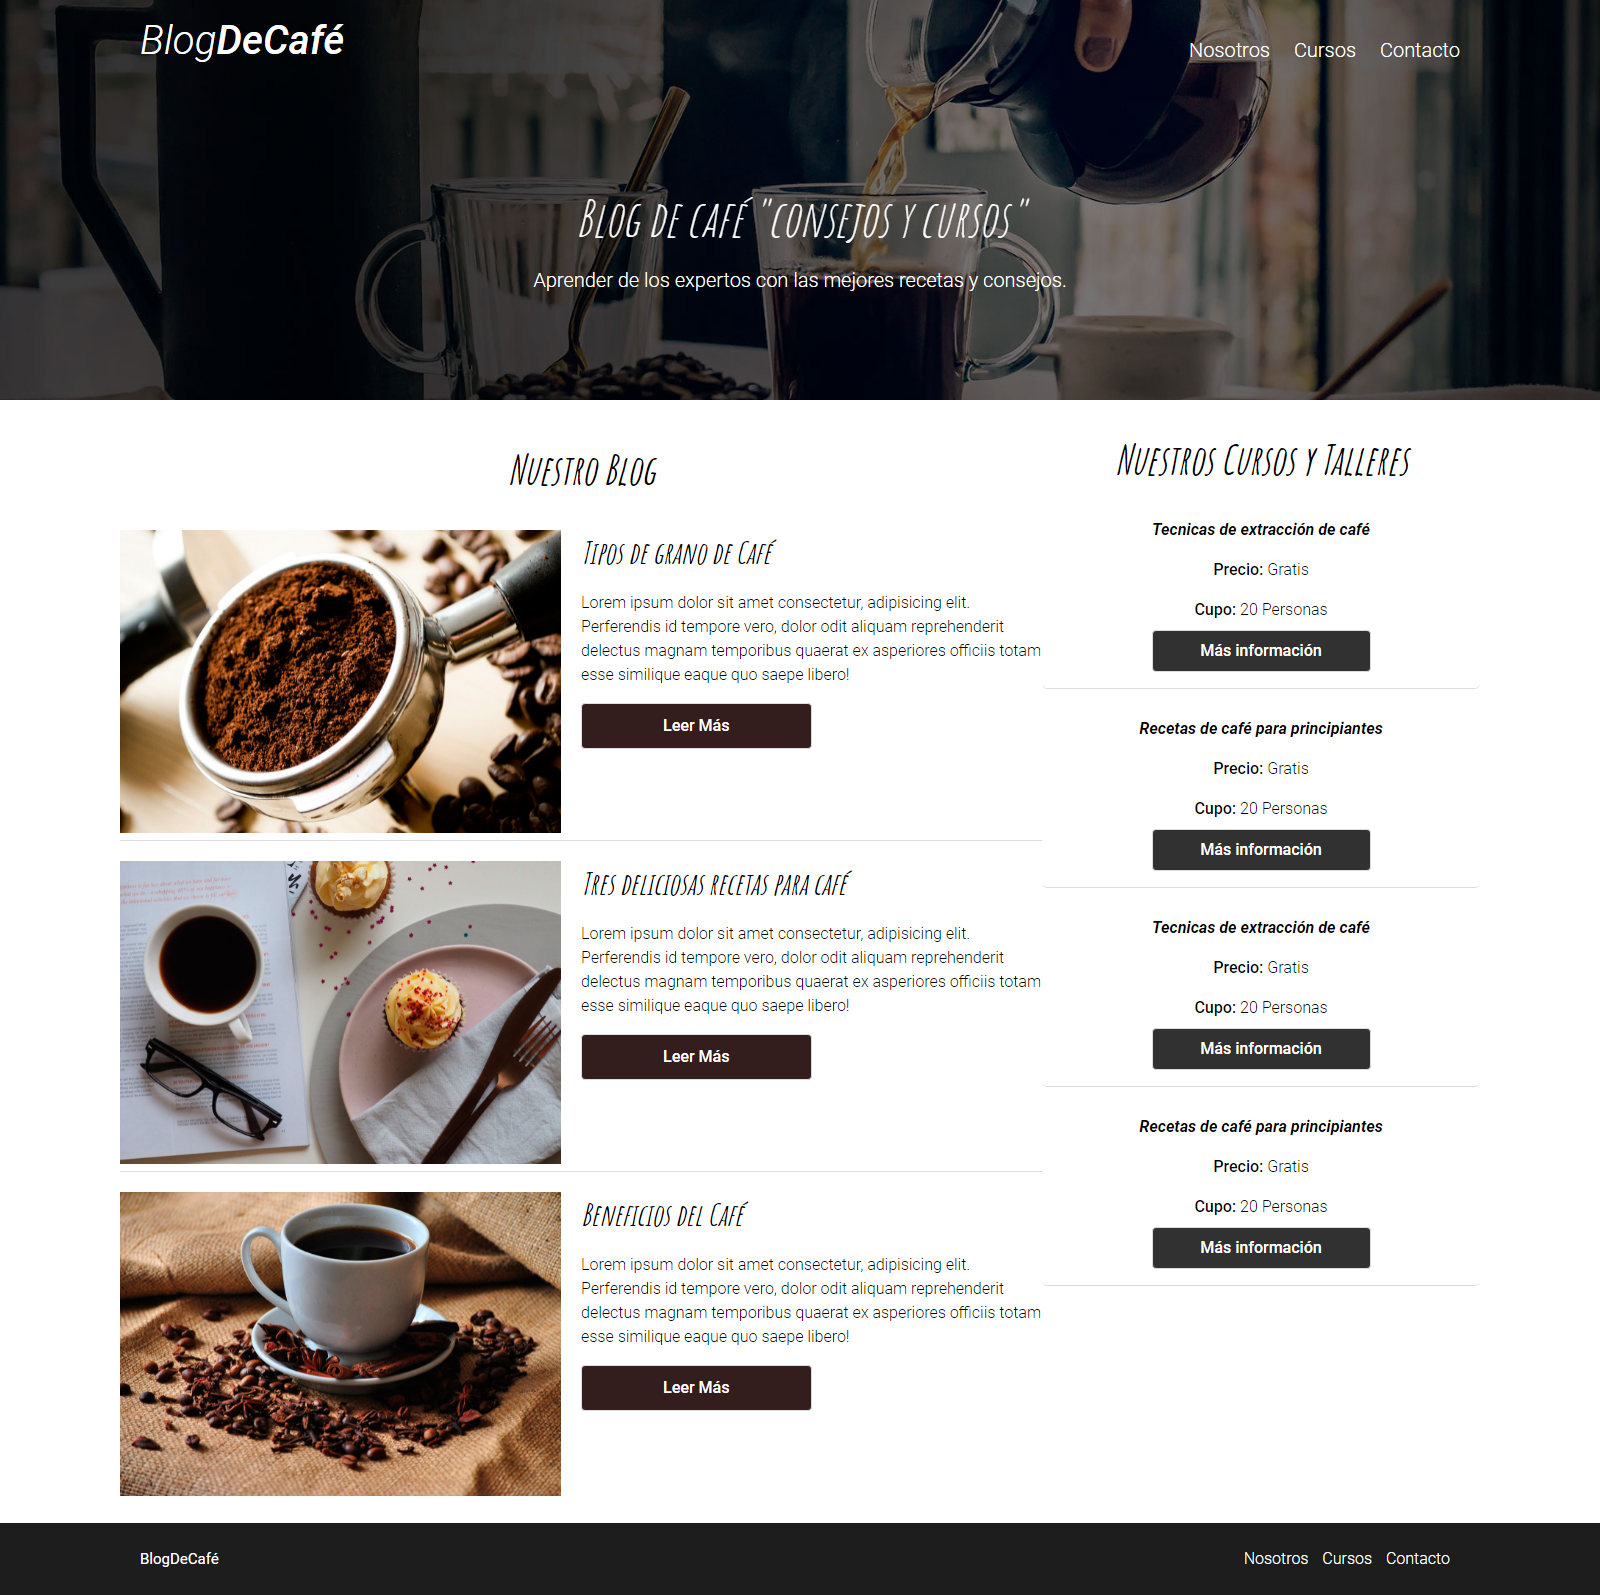 BlogDeCafé
Nosotros Cursos Contacto
Blog de café "consejos y cursos"
Aprender de los expertos con las mejores recetas y consejos.
Nuestro Blog
Tipos de grano de Café
Lorem ipsum dolor sit amet consectetur, adipisicing elit.
Perferendis id tempore vero, dolor odit aliquam reprehenderit
delectus magnam temporibus quaerat ex asperiores officiis totam
esse similique eaque quo saepe libero!
Leer Más
Tres deliciosas recetas para café
Lorem ipsum dolor sit amet consectetur, adipisicing elit.
Perferendis id tempore vero, dolor odit aliquam reprehenderit
delectus magnam temporibus quaerat ex asperiores officiis totam
esse similique eaque quo saepe libero!
Leer Más
Beneficios del Café
Lorem ipsum dolor sit amet consectetur, adipisicing elit.
Perferendis id tempore vero, dolor odit aliquam reprehenderit
delectus magnam temporibus quaerat ex asperiores officiis totam
esse similique eaque quo saepe libero!
Leer Más
Nuestros Cursos y Talleres
Tecnicas de extracción de café
Precio: Gratis
Cupo: 20 Personas
Más información
Recetas de café para principiantes
Precio: Gratis
Cupo: 20 Personas
Más información
Tecnicas de extracción de café
Precio: Gratis
Cupo: 20 Personas
Más información
Recetas de café para principiantes
Precio: Gratis
Cupo: 20 Personas
Más información
BlogDeCafé
Nosotros Cursos Contacto